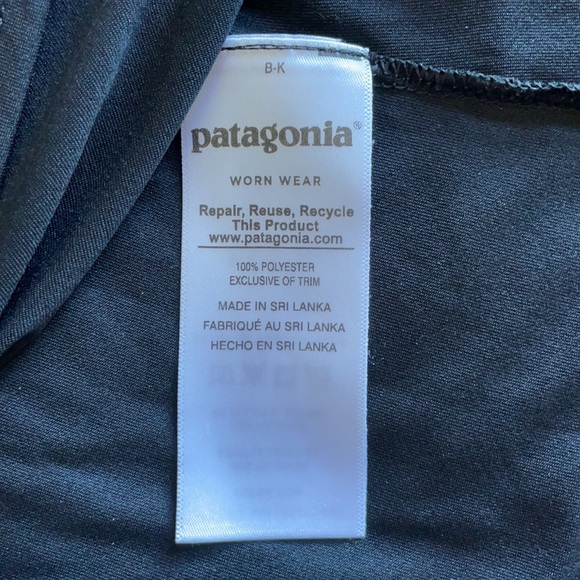 B-K
patagonia®
WORN WEAR
Repair, Reuse, Recycle
This Product
www.patagonia.com
100% POLYESTER
EXCLUSIVE OF TRIM
MADE IN SRI LANKA
FABRIQUÉ AU SRI LANKA
HECHO EN SRI LANKA